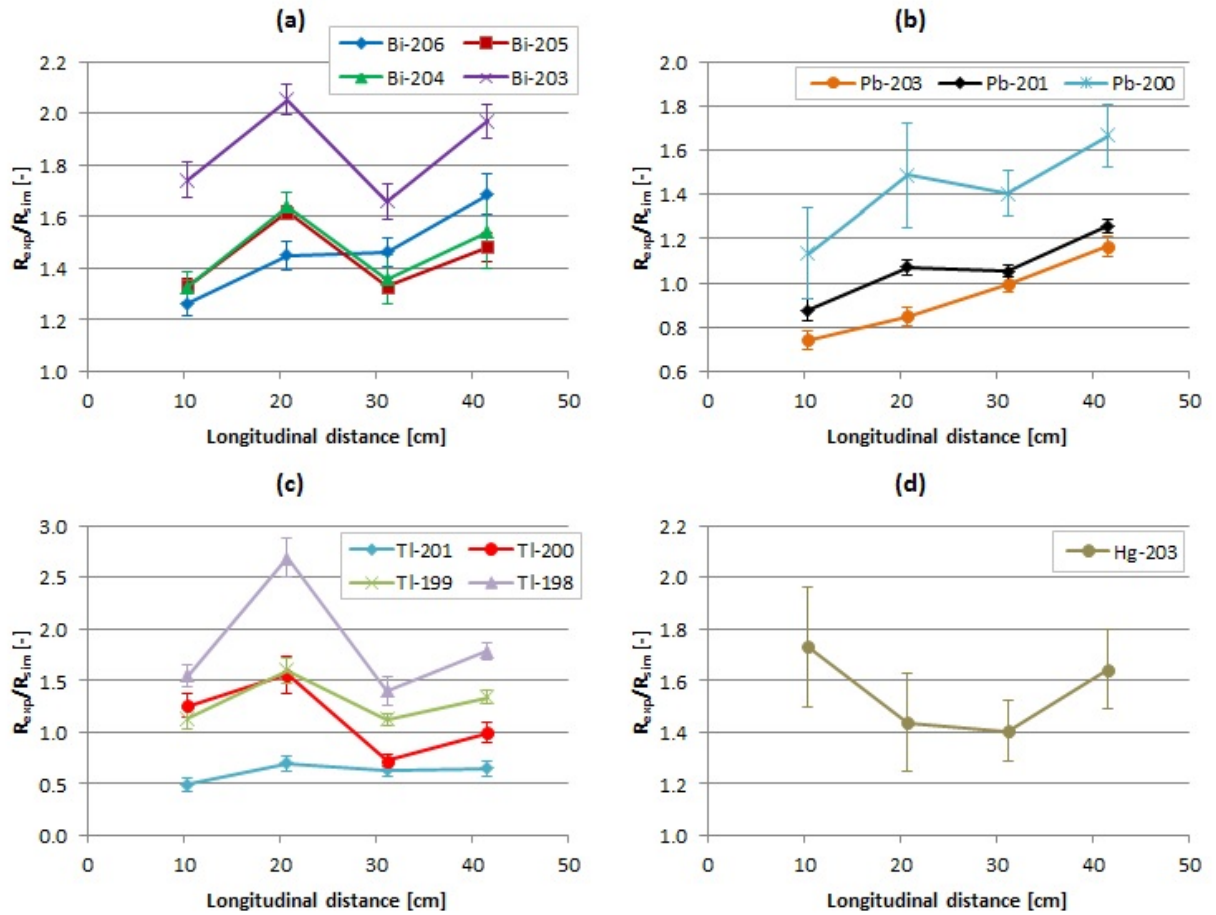 (a)
Bi-206 Bi-205
Bi-204 Bi-203
2.2
2.0
1.8
1.6
1.4
1.2
1.0
R_exp/R_sim [-]
0 10 20 30 40 50
Longitudinal distance [cm]
(b)
Pb-203 Pb-201 Pb-200
2.0
1.8
1.6
1.4
1.2
1.0
0.8
0.6
R_exp/R_sim [-]
0 10 20 30 40 50
Longitudinal distance [cm]
(c)
Tl-201 Tl-200
Tl-199 Tl-198
3.0
2.5
2.0
1.5
1.0
0.5
0.0
R_exp/R_sim [-]
0 10 20 30 40 50
Longitudinal distance [cm]
(d)
Hg-203
2.2
2.0
1.8
1.6
1.4
1.2
1.0
R_exp/R_sim [-]
0 10 20 30 40 50
Longitudinal distance [cm]